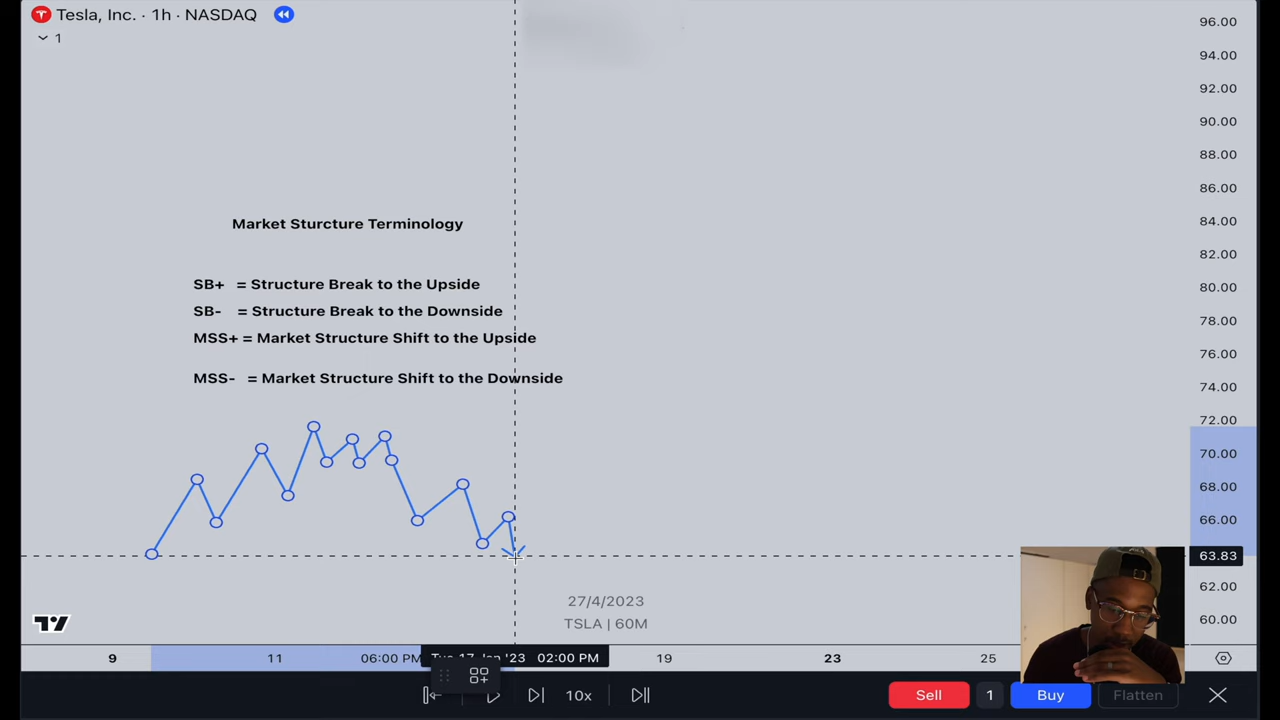 Tesla, Inc. · 1h · NASDAQ
1
96.00
94.00
92.00
90.00
88.00
86.00
84.00
82.00
80.00
78.00
76.00
74.00
72.00
70.00
68.00
66.00
63.83
62.00
60.00
Market Sturcture Terminology
SB+ = Structure Break to the Upside
SB- = Structure Break to the Downside
MSS+ = Market Structure Shift to the Upside
MSS- = Market Structure Shift to the Downside
27/4/2023
TSLA | 60M
9
11
06:00 PM
Tue 17 Jan '23 02:00 PM
19
23
25
10x
Sell
1
Buy
Flatten